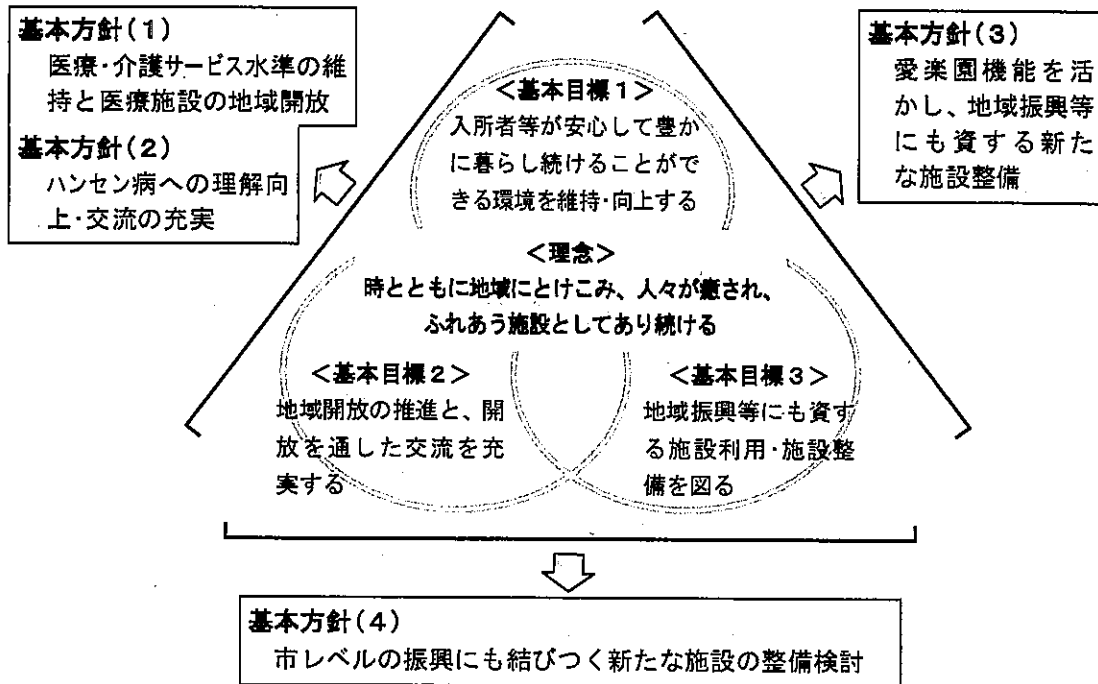 基本方針(1)
医療・介護サービス水準の維
持と医療施設の地域開放
基本方針(2)
ハンセン病への理解向
上・交流の充実
基本方針(3)
愛楽園機能を活
かし、地域振興等
にも資する新た
な施設整備
<基本目標1>
入所者等が安心して豊か
に暮らし続けることがで
きる環境を維持・向上する
<理念>
時とともに地域にとけこみ、人々が癒され、
ふれあう施設としてあり続ける
<基本目標2>
地域開放の推進と、開
放を通した交流を充
実する
<基本目標3>
地域振興等にも資す
る施設利用・施設整
備を図る
基本方針(4)
市レベルの振興にも結びつく新たな施設の整備検討